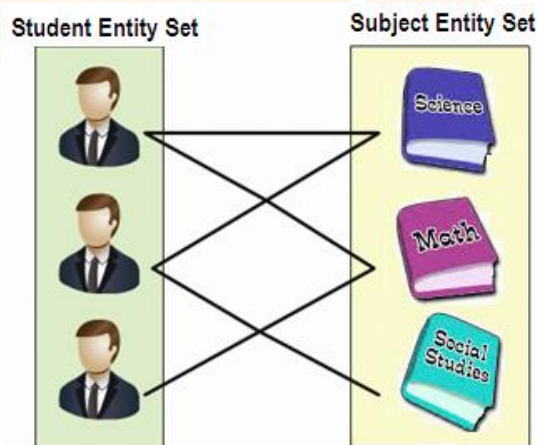 Student Entity Set
Subject Entity Set
Science
Math
Social
Studies